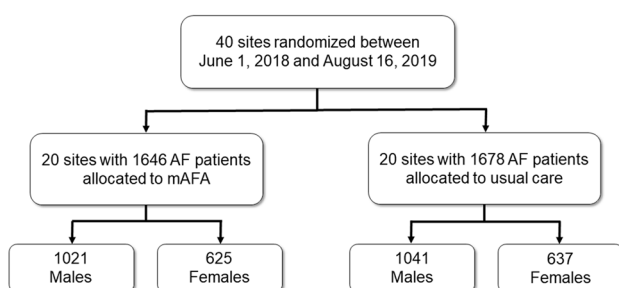 40 sites randomized between
June 1, 2018 and August 16, 2019
20 sites with 1646 AF patients
allocated to mAFA
20 sites with 1678 AF patients
allocated to usual care
1021
Males
625
Females
1041
Males
637
Females